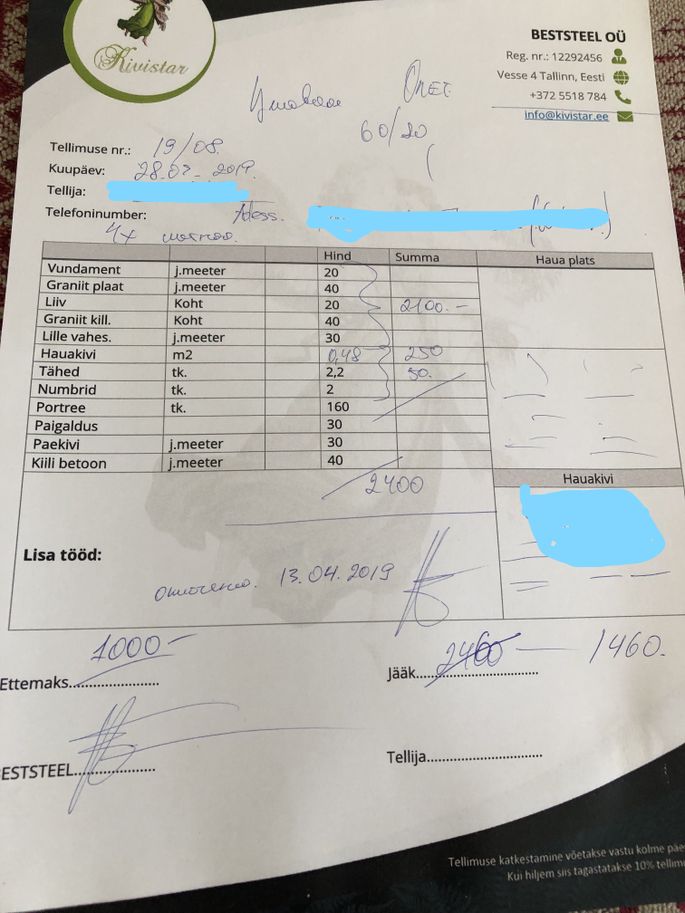 Kivistar
BESTSTEEL OÜ
Reg. nr.: 12292456
Vesse 4 Tallinn, Eesti
+372 5518 784
info@kivistar.ee
60/20
Tellimuse nr.: 19/08
Kuupäev: 2019.
Tellija:
Telefoninumber:
4x
Hind Summa Haua plats
Vundament j.meeter 20
Graniit plaat j.meeter 40
Liiv Koht 20 2100.-
Graniit kill. Koht 40
Lille vahes. j.meeter 30
Hauakivi m2 0,48 250
Tähed tk. 2,2 50.
Numbrid tk. 2
Portree tk. 160
Paigaldus 30
Paekivi j.meeter 30
Kiili betoon j.meeter 40
Hauakivi
2400
Lisa tööd:
13.04.2019
Ettemaks 1000-
Jääk 1460.
BESTSTEEL
Tellija
Tellimuse katkestamine võetakse vastu kolme
Kui hiljem siis tagastatakse 10%